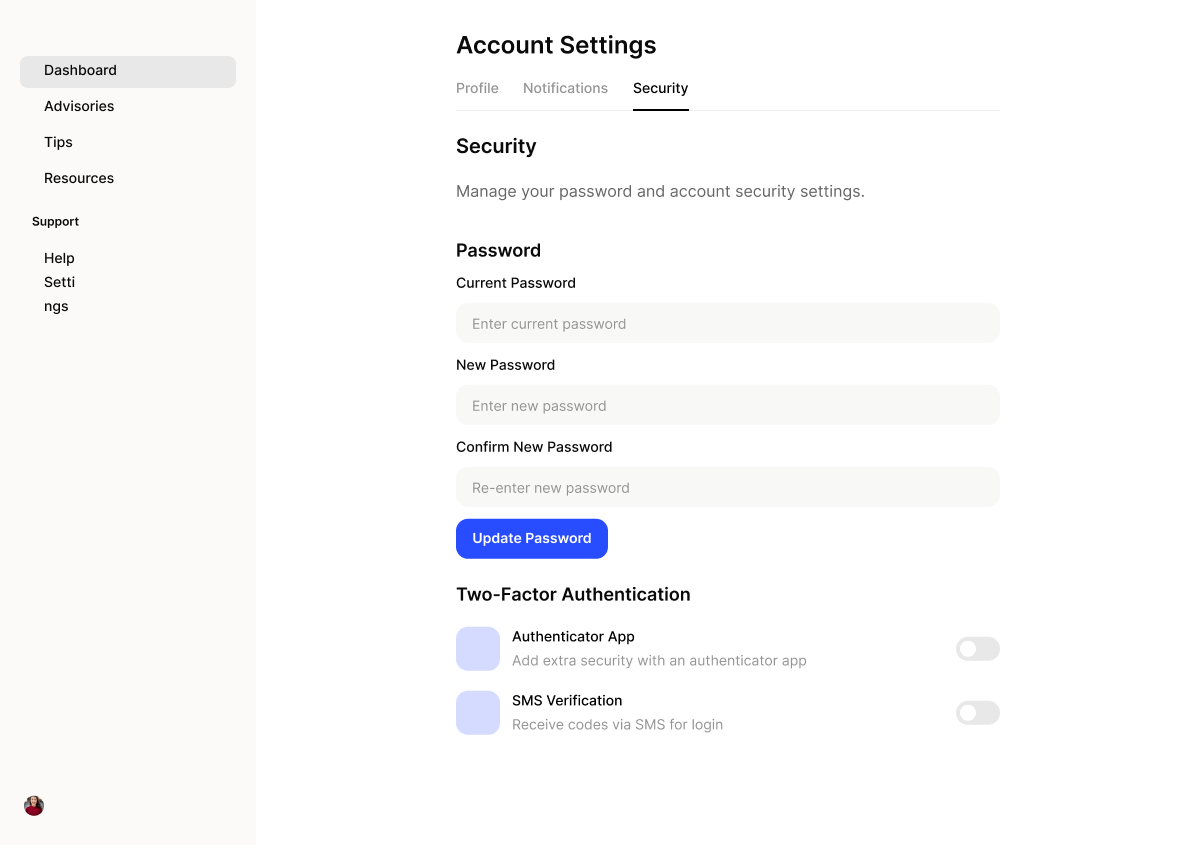 Dashboard
Advisories
Tips
Resources
Support
Help
Setti
ngs
Account Settings
Profile Notifications Security
Security
Manage your password and account security settings.
Password
Current Password
Enter current password
New Password
Enter new password
Confirm New Password
Re-enter new password
Update Password
Two-Factor Authentication
Authenticator App
Add extra security with an authenticator app
SMS Verification
Receive codes via SMS for login